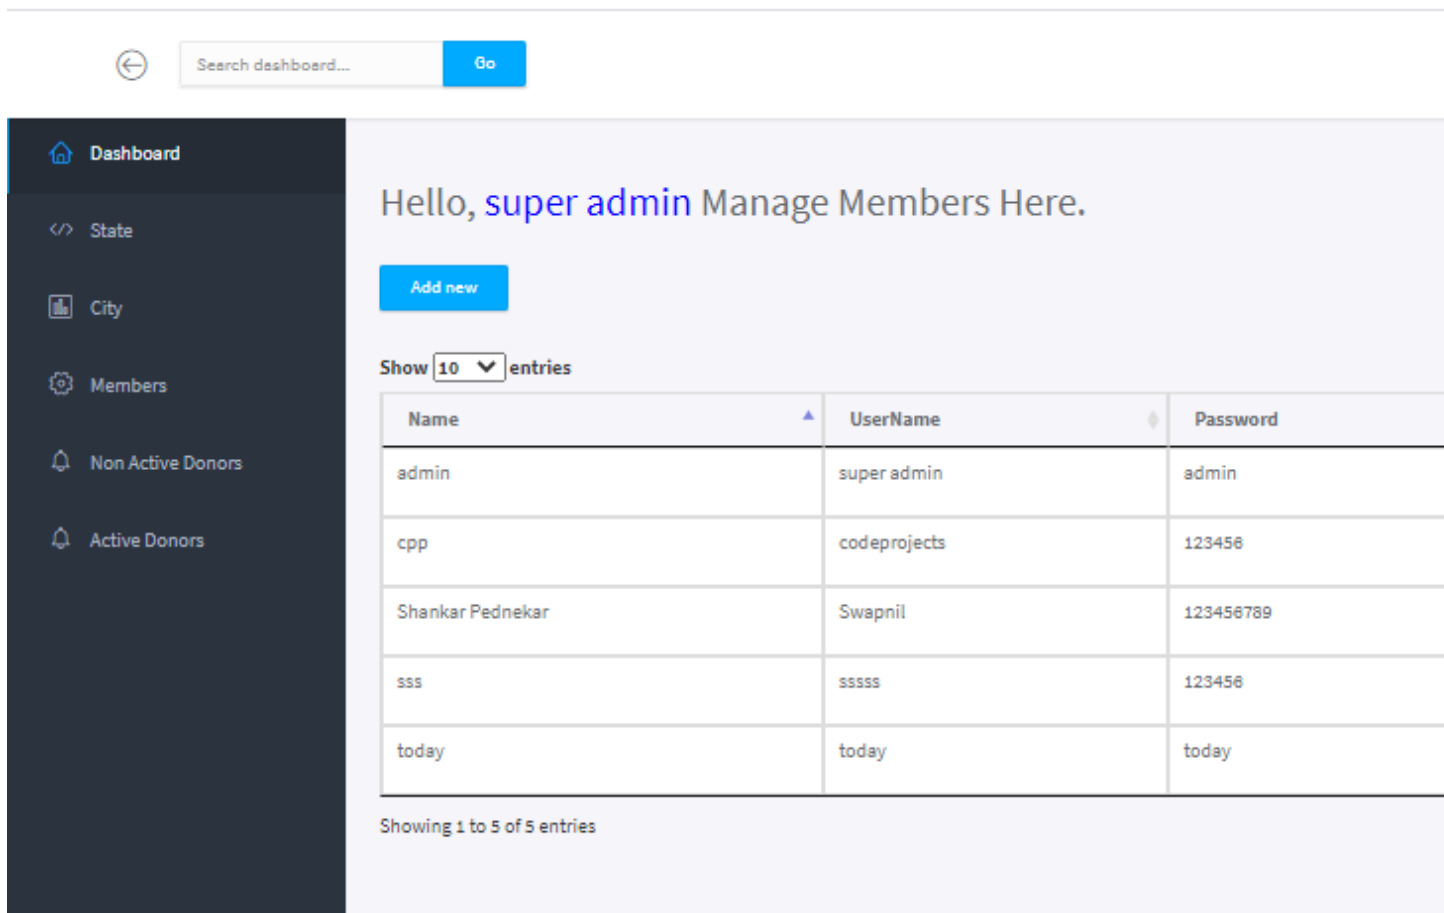 Search dashboard... Go
Dashboard
State
City
Members
Non Active Donors
Active Donors
Hello, super admin Manage Members Here.
Add new
Show 10 entries
Name UserName Password
admin super admin admin
cpp codeprojects 123456
Shankar Pednekar Swapnil 123456789
sss sssss 123456
today today today
Showing 1 to 5 of 5 entries